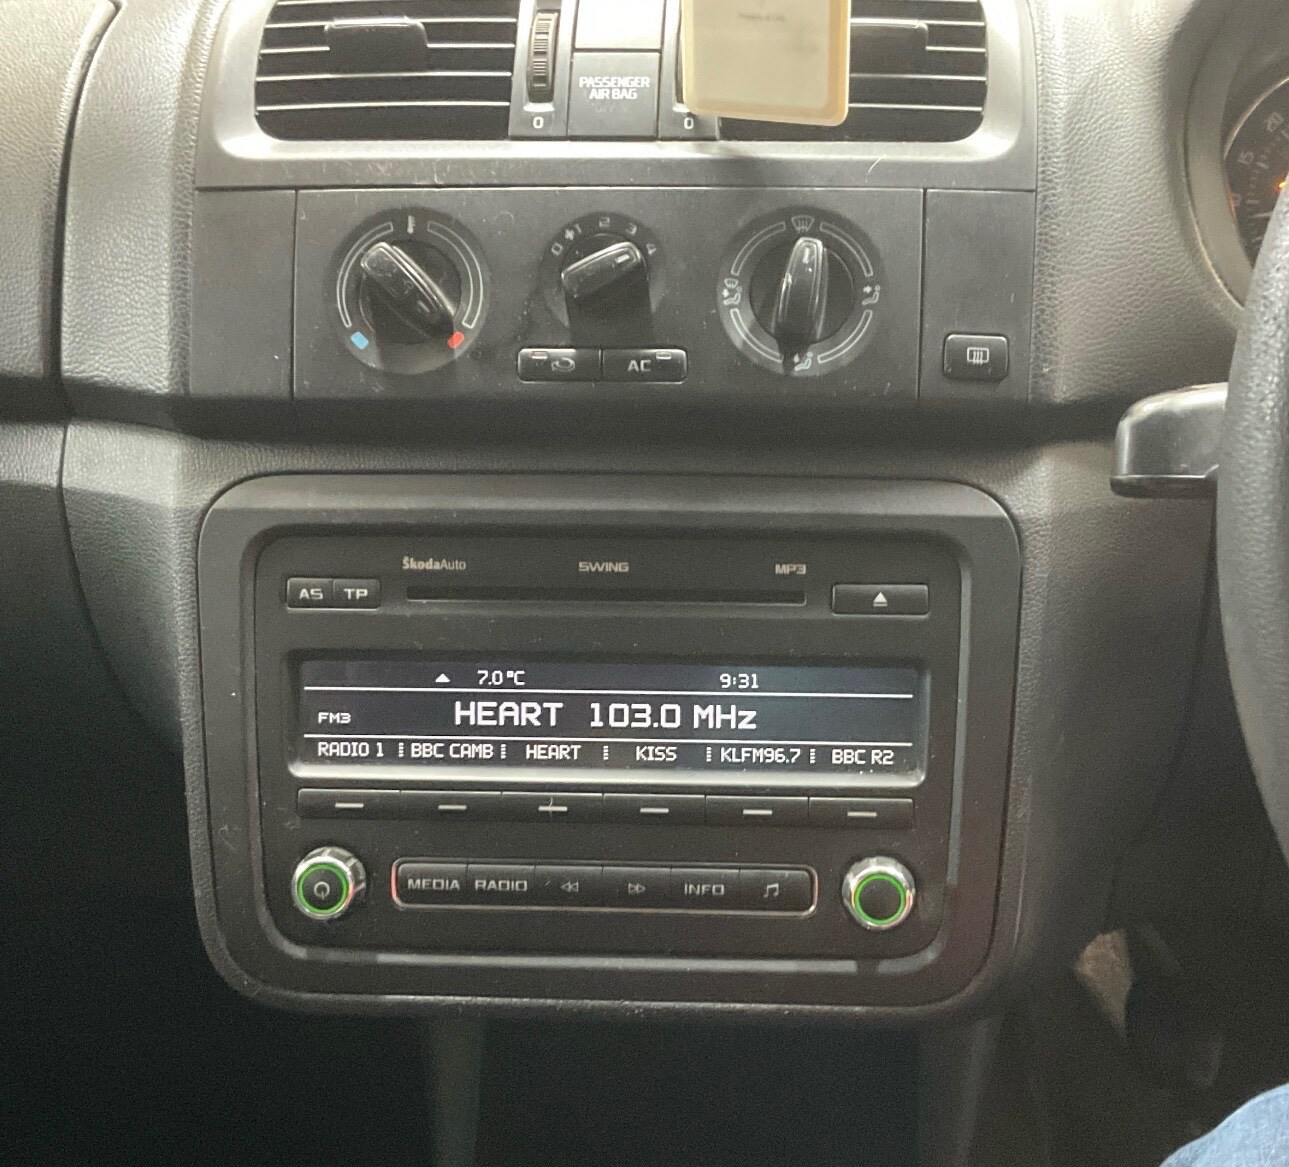 PASSENGER
AIR BAG
0 0
0 1 2 3 4
AC
ŠkodaAuto SWING MP3
AS TP
7.0°C 9:31
FM3 HEART 103.0 MHz
RADIO 1 BBC CAMB HEART KISS KLFM96.7 BBC R2
MEDIA RADIO INFO